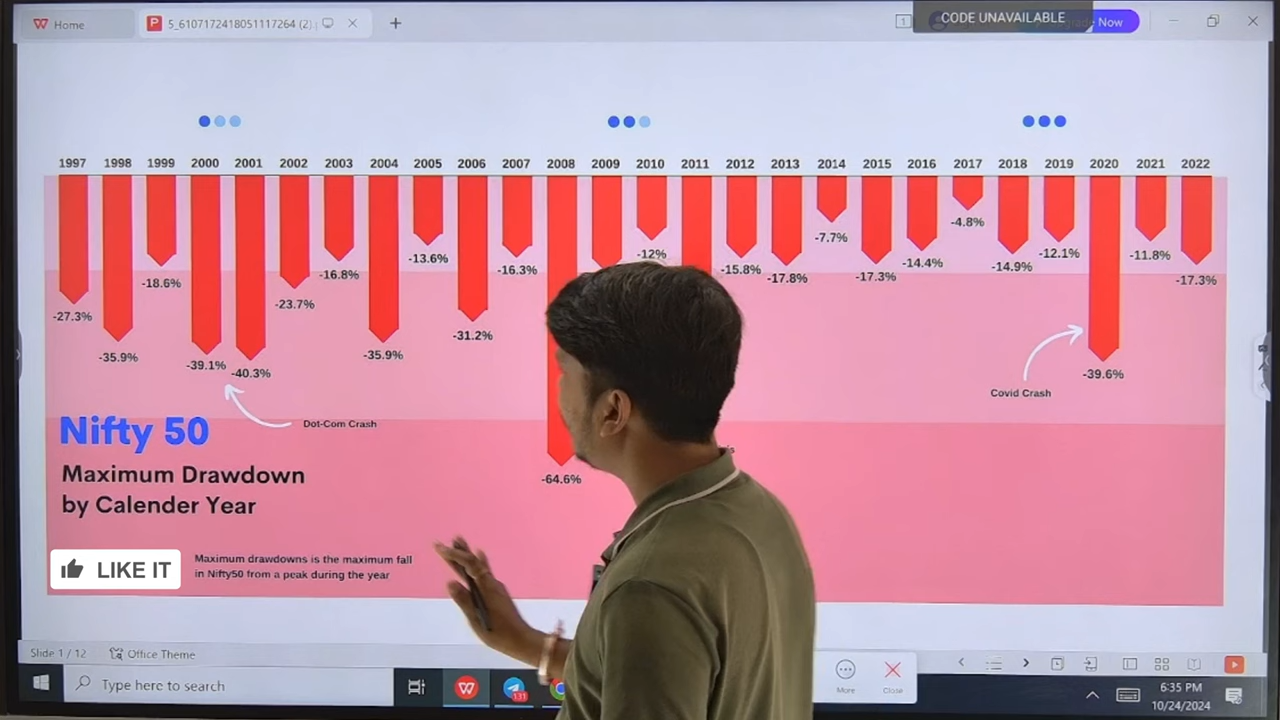 Home
5_6107172418051117264 (2)
1
CODE UNAVAILABLE
Now
1997 1998 1999 2000 2001 2002 2003 2004 2005 2006 2007 2008 2009 2010 2011 2012 2013 2014 2015 2016 2017 2018 2019 2020 2021 2022
-27.3% -35.9% -18.6% -39.1% -40.3% -23.7% -16.8% -35.9% -13.6% -31.2% -16.3% -64.6% -12% -15.8% -17.8% -7.7% -17.3% -14.4% -4.8% -14.9% -12.1% -39.6% -11.8% -17.3%
Covid Crash
Dot-Com Crash
Nifty 50
Maximum Drawdown
by Calender Year
LIKE IT
Maximum drawdowns is the maximum fall
in Nifty50 from a peak during the year
Slide 1 / 12 Office Theme
More Close
Type here to search
131
6:35 PM
10/24/2024